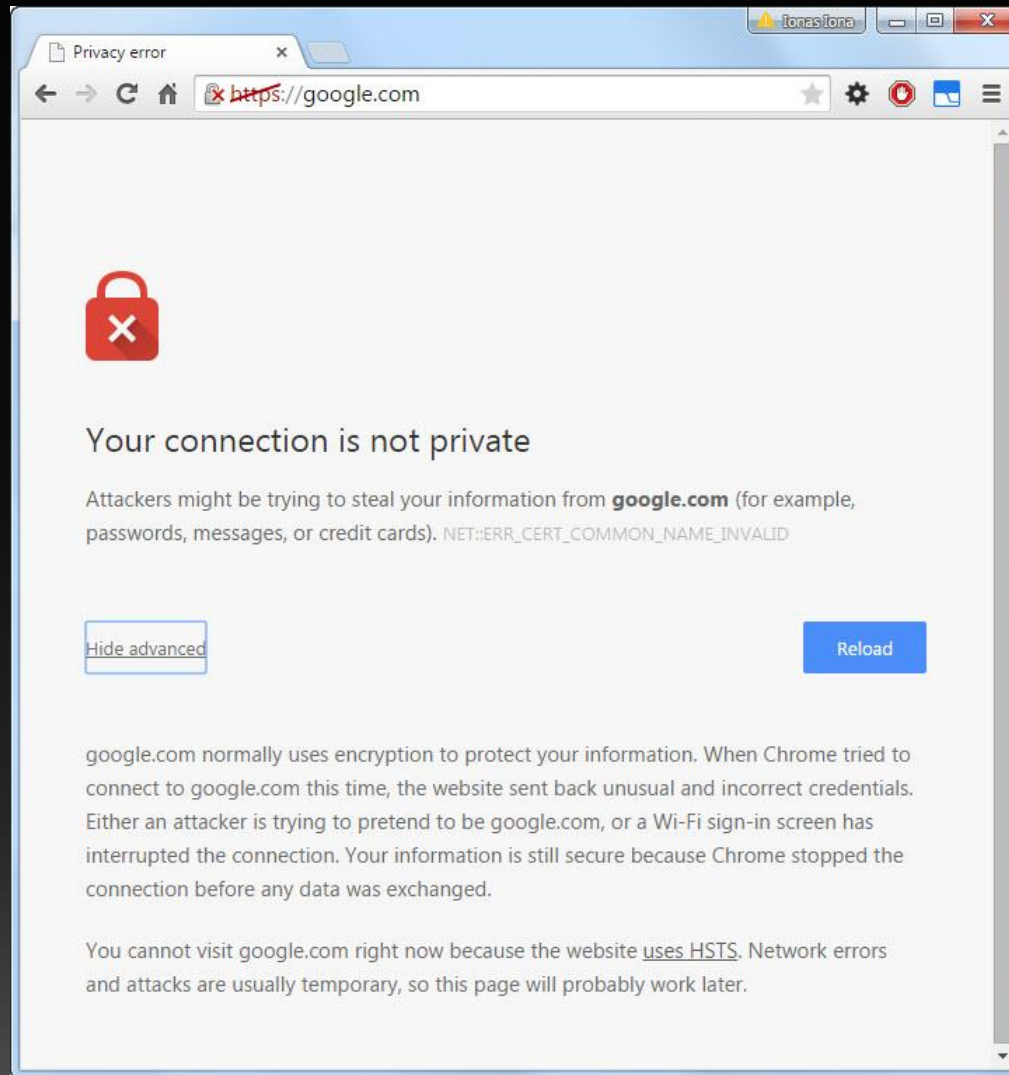 Ionas Iona
Privacy error
https://google.com
Your connection is not private
Attackers might be trying to steal your information from google.com (for example,
passwords, messages, or credit cards). NET::ERR_CERT_COMMON_NAME_INVALID
Hide advanced
Reload
google.com normally uses encryption to protect your information. When Chrome tried to
connect to google.com this time, the website sent back unusual and incorrect credentials.
Either an attacker is trying to pretend to be google.com, or a Wi-Fi sign-in screen has
interrupted the connection. Your information is still secure because Chrome stopped the
connection before any data was exchanged.
You cannot visit google.com right now because the website uses HSTS. Network errors
and attacks are usually temporary, so this page will probably work later.